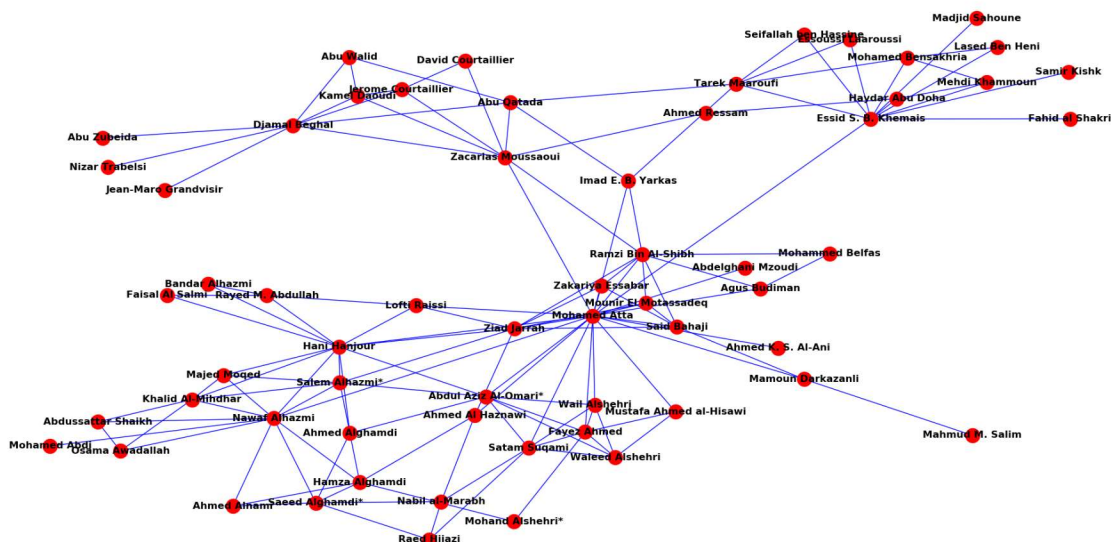 Madjid Sahoune
Seifallah ben Hassine
Essoussi Laaroussi
Lased Ben Heni
Abu Walid
David Courtaillier
Mohamed Bensakhria
Samir Kishk
Mehdi Khammoun
Tarek Maaroufi
Jerome Courtaillier
Kamel Daoudi
Haydar Abu Doha
Abu Qatada
Ahmed Ressam
Essid S. B. Khemais
Fahid al Shakri
Djamal Beghal
Abu Zubeida
Zacarias Moussaoui
Nizar Trabelsi
Imad E. B. Yarkas
Jean-Maro Grandvisir
Ramzi Bin Al-Shibh
Mohammed Belfas
Abdelghani Mzoudi
Bandar Alhazmi
Zakariya Essabar
Agus Budiman
Faisal Al Salmi
Rayed M. Abdullah
Lofti Raissi
Mounir El Motassadeq
Mohamed Atta
Ziad Jarrah
Said Bahaji
Hani Hanjour
Ahmed K. S. Al-Ani
Majed Moqed
Salem Alhazmi*
Mamoun Darkazanli
Khalid Al-Mihdhar
Abdui Aziz Al-Omari*
Wail Alshehri
Mustafa Ahmed al-Hisawi
Ahmed Al Haznawi
Nawaf Alhazmi
Abdussattar Shaikh
Ahmed Alghamdi
Fayez Ahmed
Mahmud M. Salim
Mohamed Abdi
Osama Awadallah
Satam Suqami
Waleed Alshehri
Hamza Alghamdi
Ahmed Alnami
Saeed Alghamdi*
Nabil al-Marabh
Mohand Alshehri*
Raed Hijazi